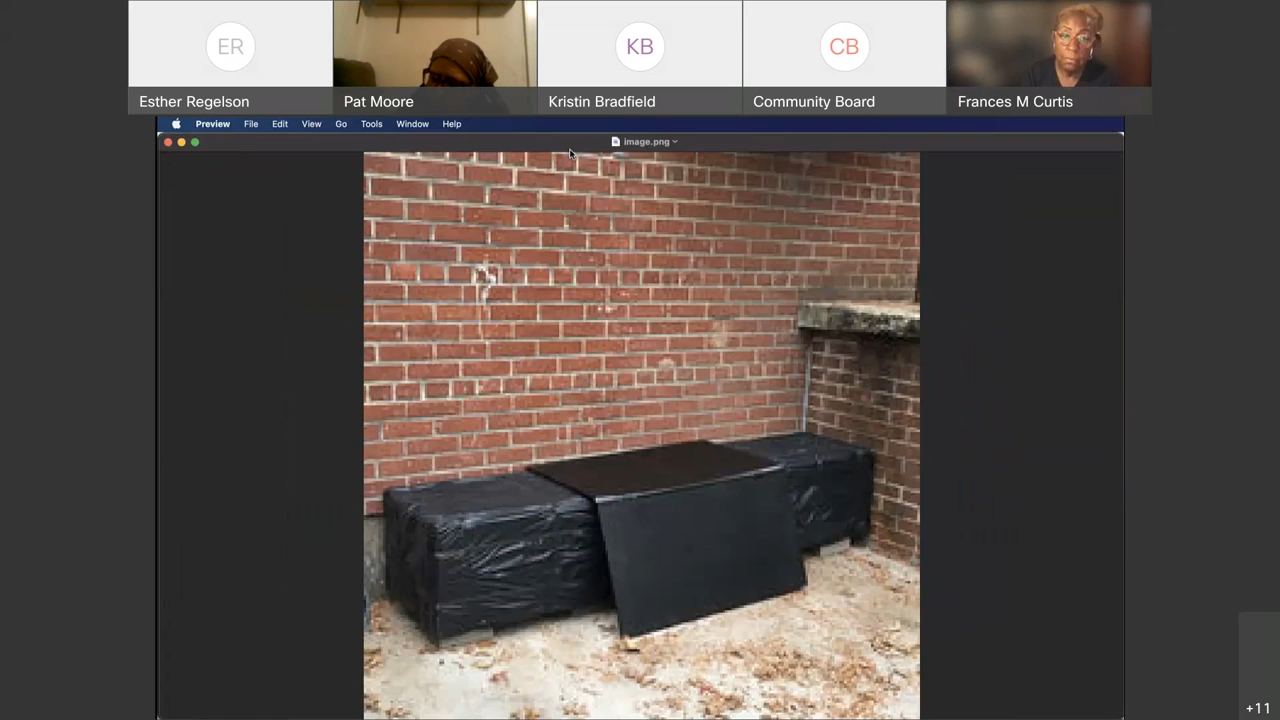 ER
KB
CB
Esther Regelson
Pat Moore
Kristin Bradfield
Community Board
Frances M Curtis
Preview File Edit View Go Tools Window Help
image.png
+11